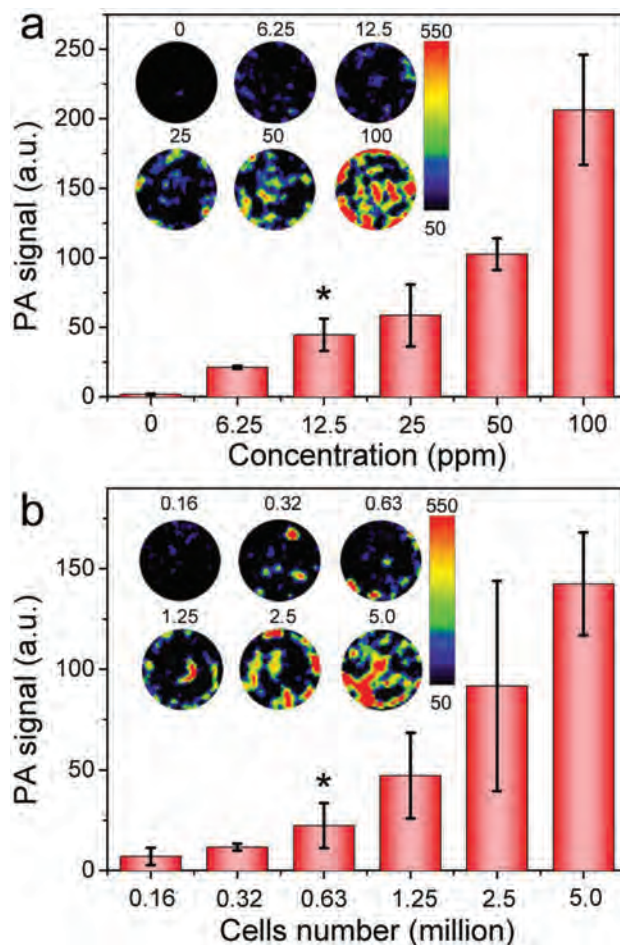 a
250
200
150
100
50
0
PA signal (a.u.)
0 6.25 12.5
25 50 100
550
50
*
0 6.25 12.5 25 50 100
Concentration (ppm)
b
150
100
50
0
PA signal (a.u.)
0.16 0.32 0.63
1.25 2.5 5.0
550
50
*
0.16 0.32 0.63 1.25 2.5 5.0
Cells number (million)